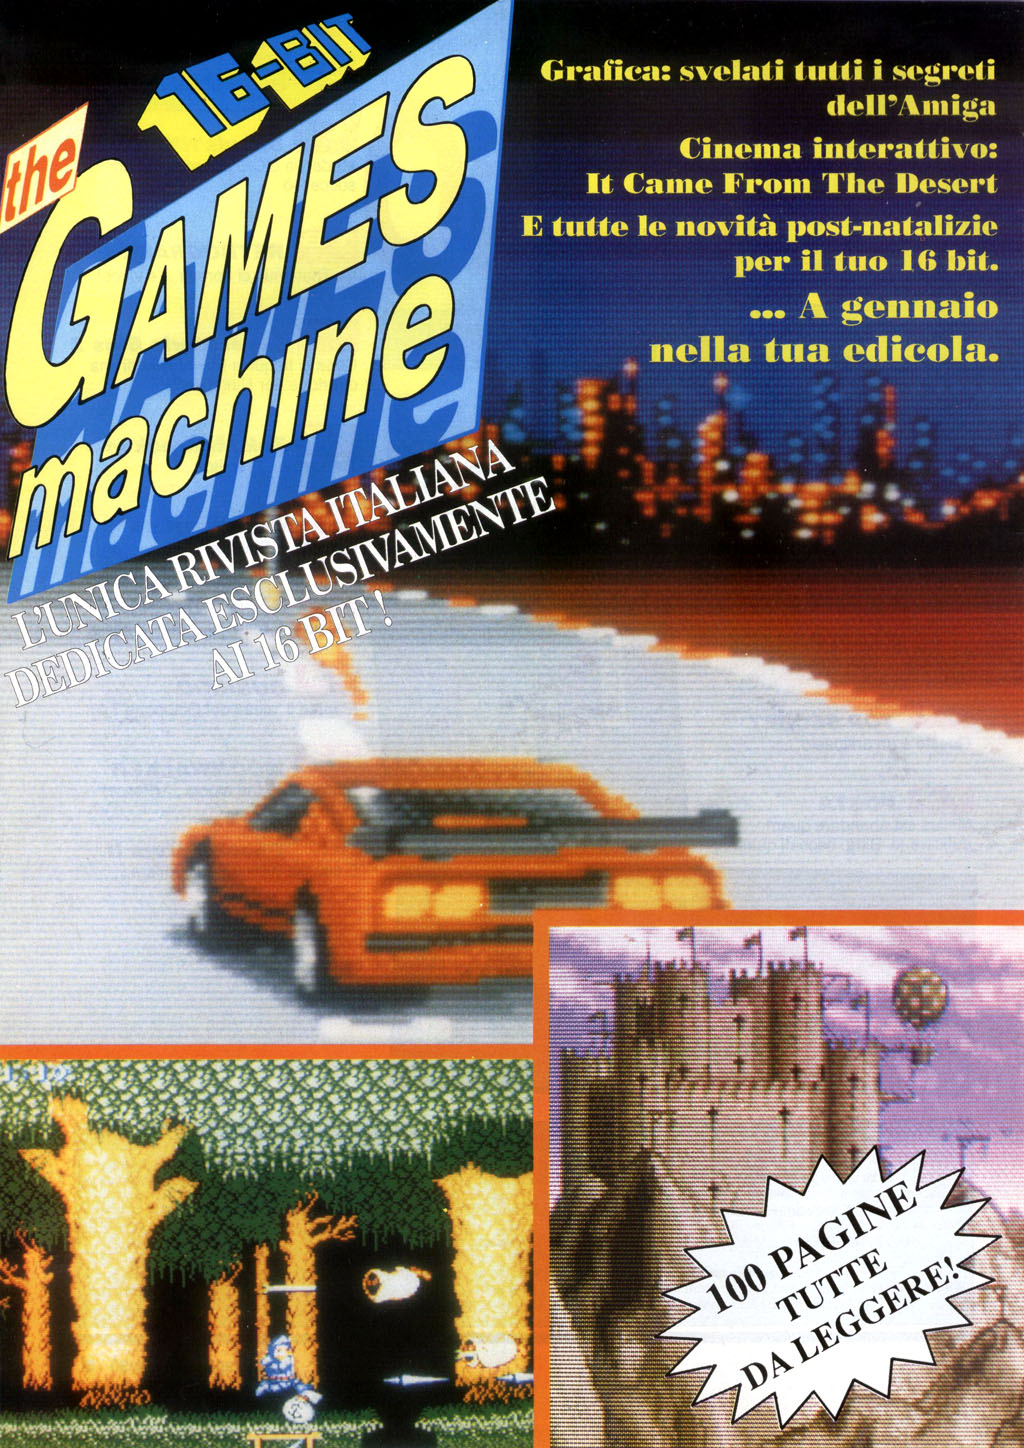 16-BIT
the
GAMES
machine
Grafica: svelati tutti i segreti
dell'Amiga
Cinema interattivo:
It Came From The Desert
E tutte le novità post-natalizie
per il tuo 16 bit.
... A gennaio
nella tua edicola.
L'UNICA RIVISTA ITALIANA
DEDICATA ESCLUSIVAMENTE
AI 16 BIT!
100 PAGINE
TUTTE
DA LEGGERE!